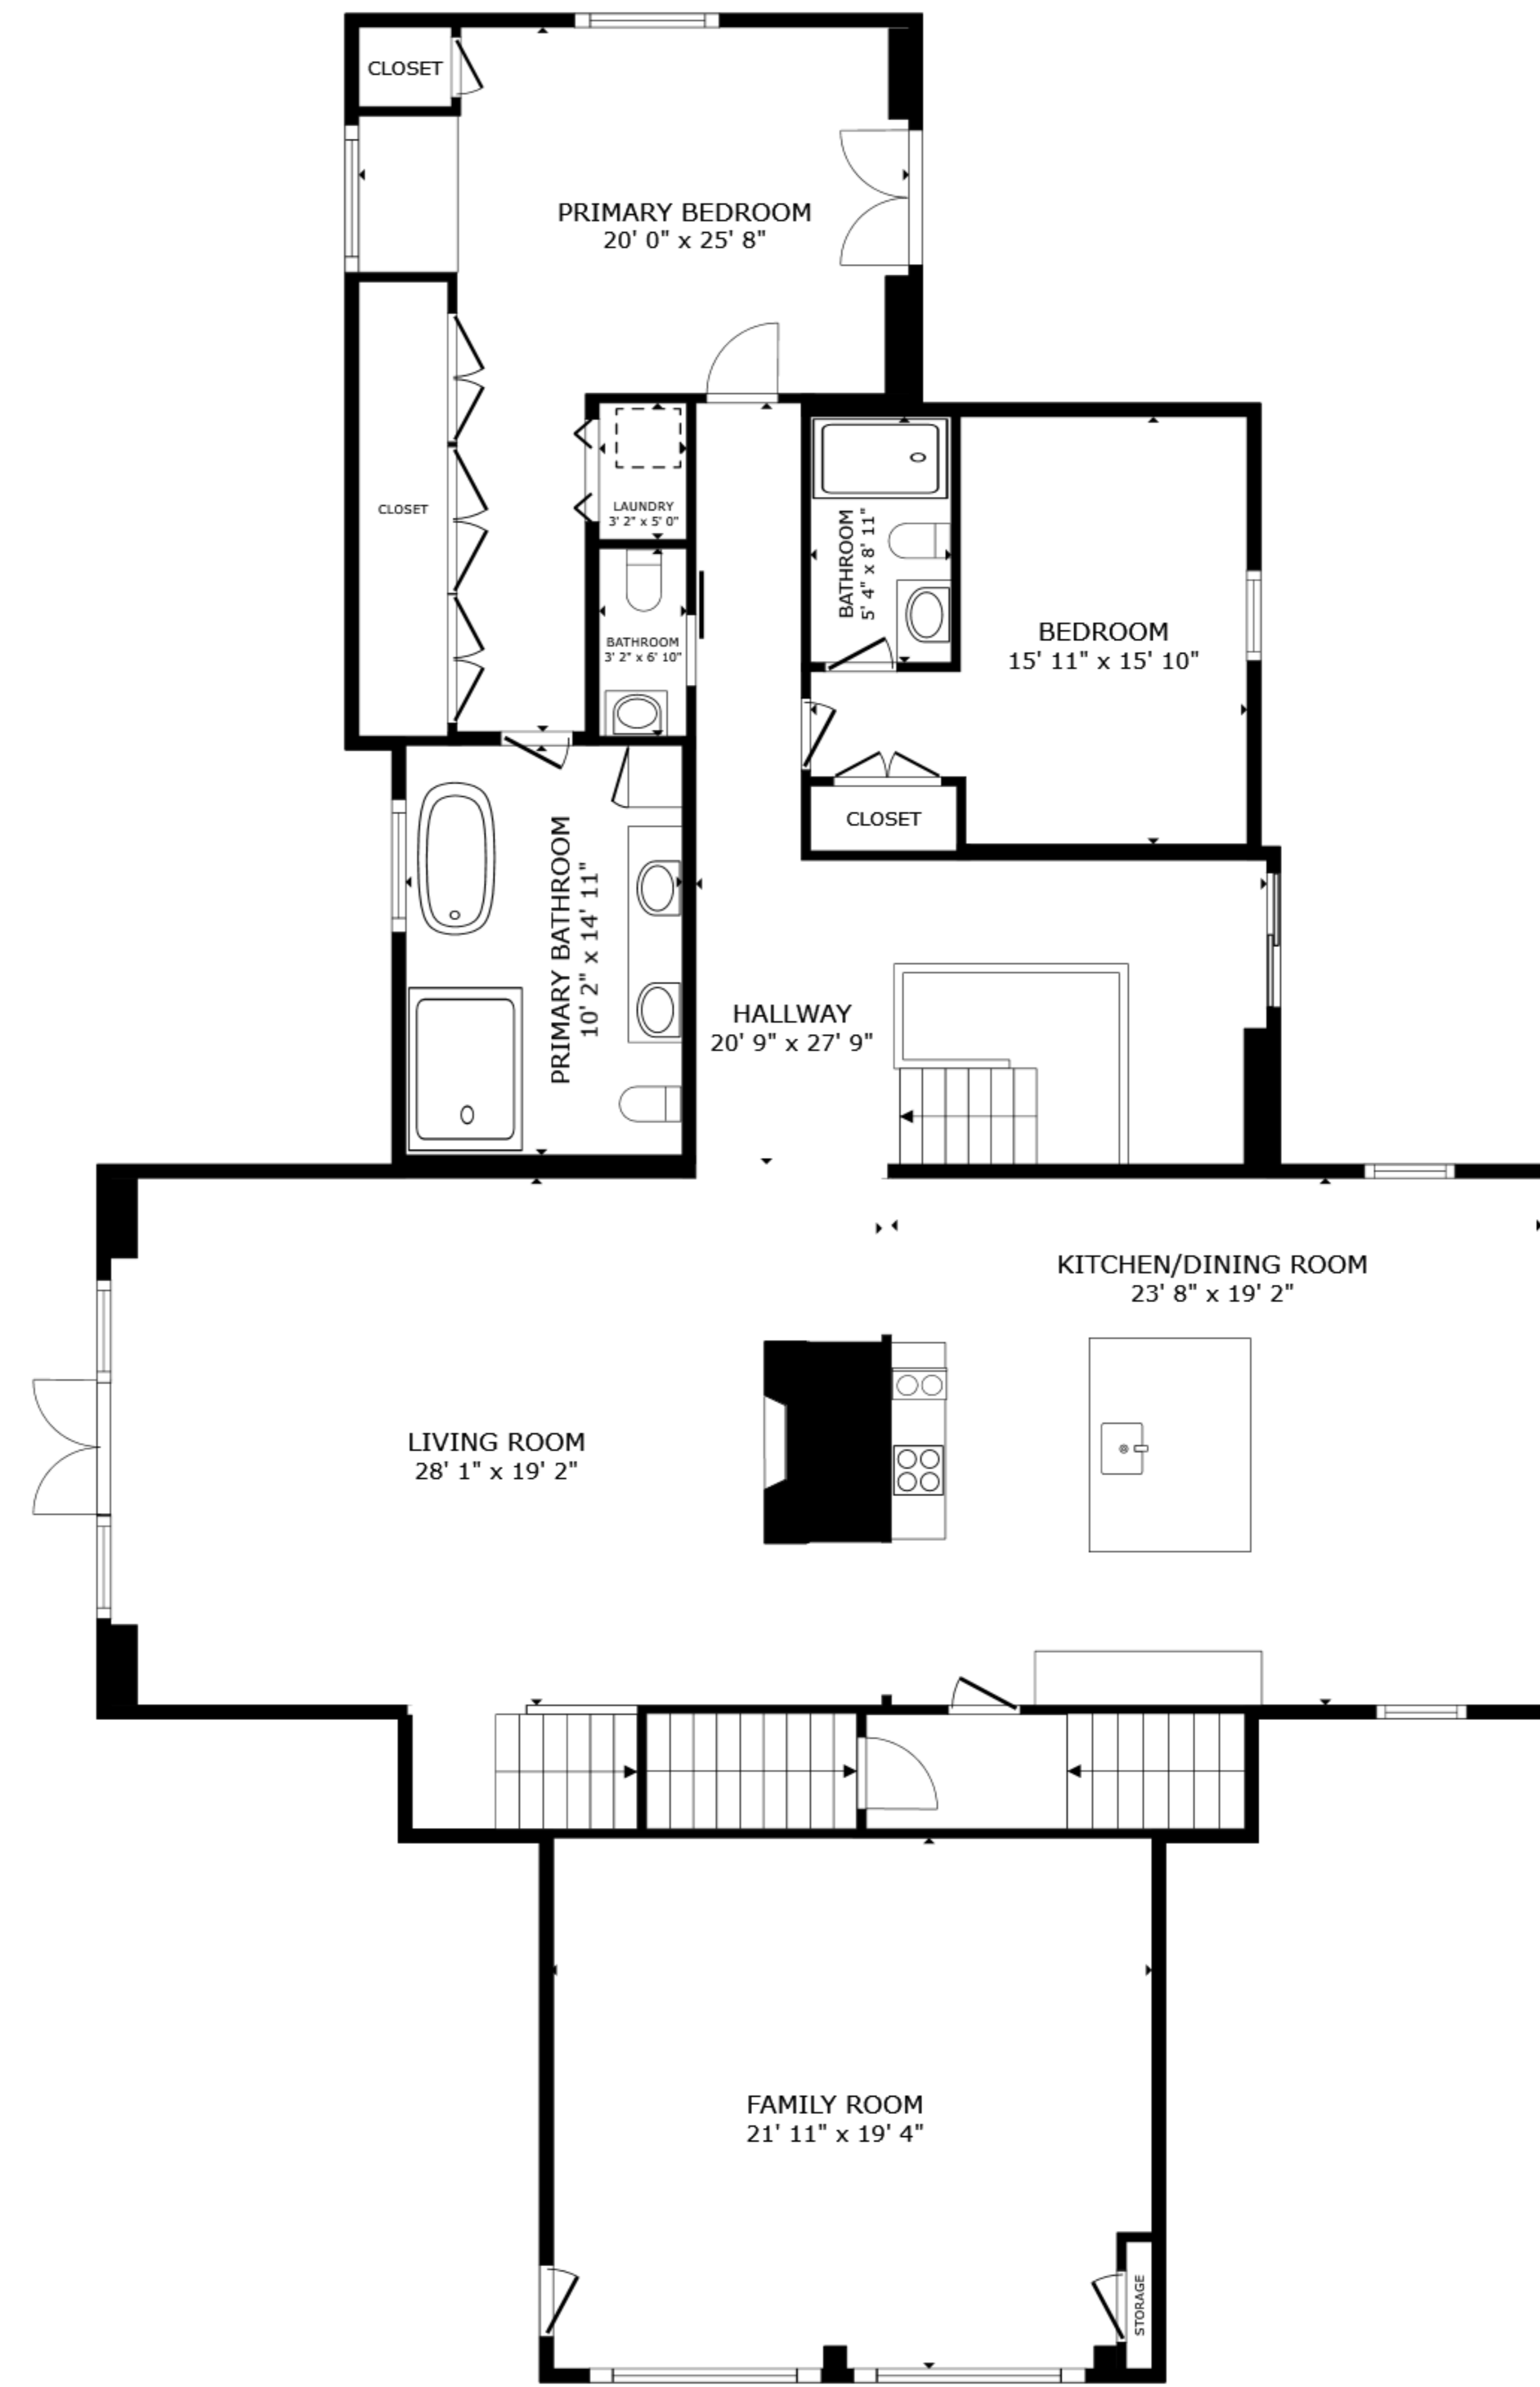 CLOSET
PRIMARY BEDROOM
20' 0" x 25' 8"
CLOSET
LAUNDRY
3' 2" x 5' 0"
BATHROOM
5' 4" x 8' 11"
BATHROOM
3' 2" x 6' 10"
BEDROOM
15' 11" x 15' 10"
CLOSET
PRIMARY BATHROOM
10' 2" x 14' 11"
HALLWAY
20' 9" x 27' 9"
KITCHEN/DINING ROOM
23' 8" x 19' 2"
LIVING ROOM
28' 1" x 19' 2"
FAMILY ROOM
21' 11" x 19' 4"
STORAGE